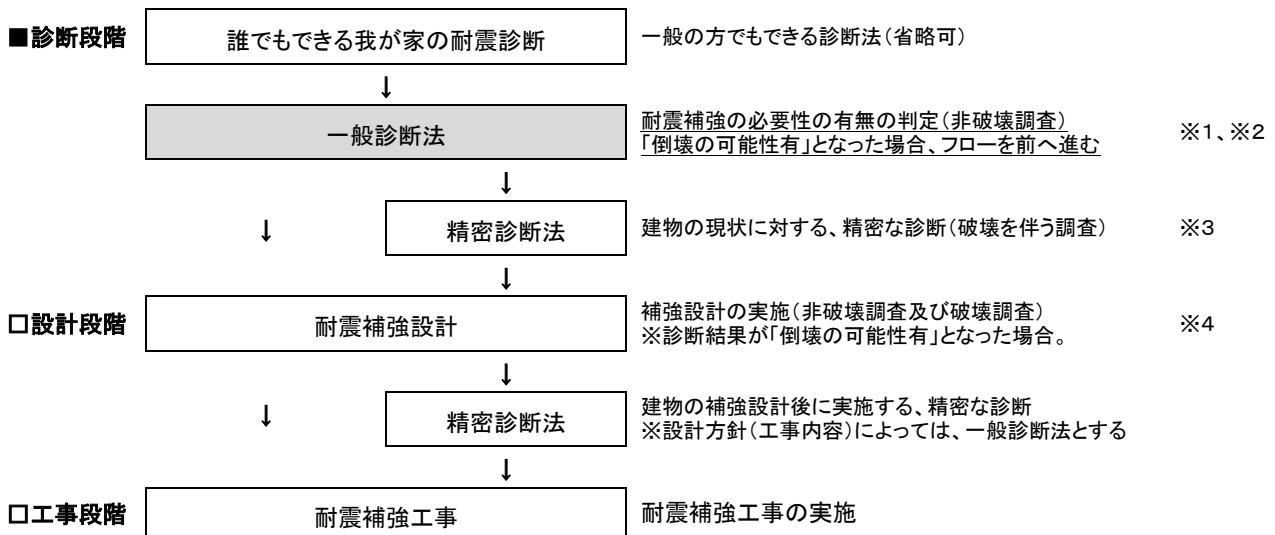 ■診断段階
誰でもできる我が家の耐震診断
一般の方でもできる診断法(省略可)
↓
一般診断法
耐震補強の必要性の有無の判定(非破壊調査)
「倒壊の可能性有」となった場合、フローを前へ進む
※1、※2
↓
↓
精密診断法
建物の現状に対する、精密な診断(破壊を伴う調査)
※3
↓
□設計段階
耐震補強設計
補強設計の実施(非破壊調査及び破壊調査)
※診断結果が「倒壊の可能性有」となった場合。
※4
↓
↓
精密診断法
建物の補強設計後に実施する、精密な診断
※設計方針(工事内容)によっては、一般診断法とする
↓
□工事段階
耐震補強工事
耐震補強工事の実施